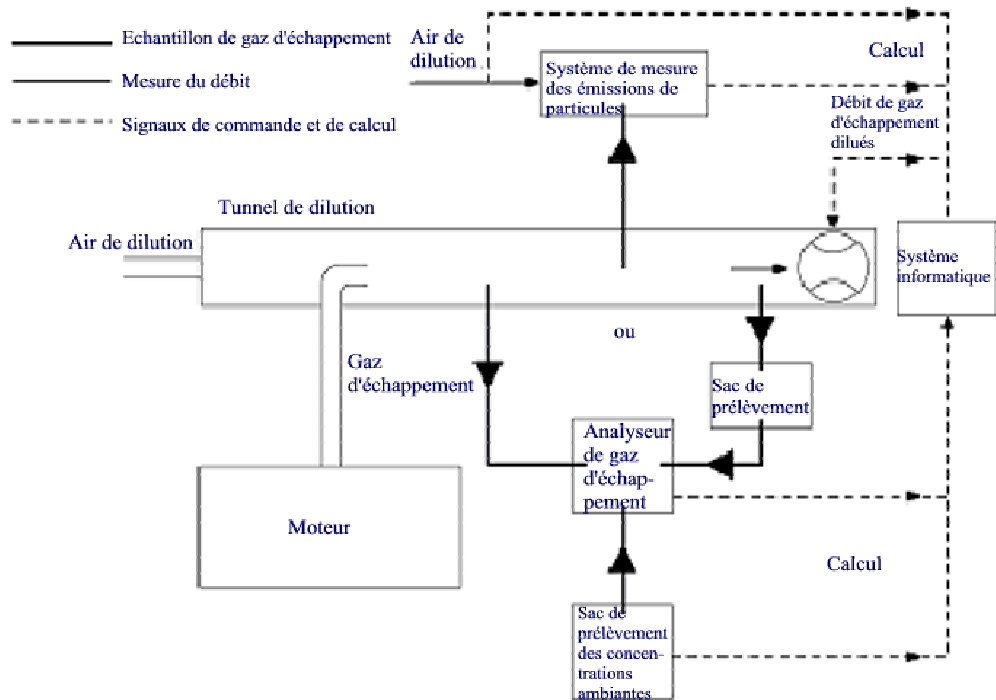 Echantillon de gaz d'échappement
Mesure du débit
Signaux de commande et de calcul
Air de
dilution
Système de mesure
des émissions de
particules
Calcul
Débit de gaz
d'échappement
dilués
Tunnel de dilution
Air de dilution
Système
informatique
ou
Gaz
d'échappement
Sac de
prélèvement
Analyseur
de gaz
d'échap-
pement
Moteur
Calcul
Sac de
prélèvement
des concen-
trations
ambiantes